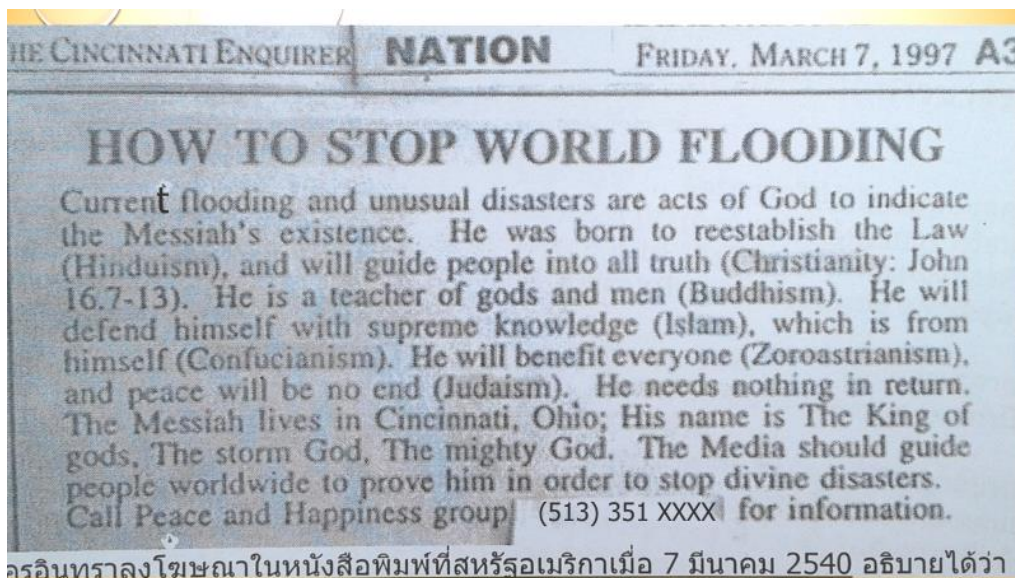 HE CINCINNATI ENQUIRER NATION FRIDAY, MARCH 7, 1997 A3
HOW TO STOP WORLD FLOODING
Current flooding and unusual disasters are acts of God to indicate
the Messiah's existence. He was born to reestablish the Law
(Hinduism), and will guide people into all truth (Christianity: John
16.7-13). He is a teacher of gods and men (Buddhism). He will
defend himself with supreme knowledge (Islam), which is from
himself (Confucianism). He will benefit everyone (Zoroastrianism),
and peace will be no end (Judaism). He needs nothing in return.
The Messiah lives in Cincinnati, Ohio; His name is The King of
gods, The storm God, The mighty God. The Media should guide
people worldwide to prove him in order to stop divine disasters.
Call Peace and Happiness group (513) 351 XXXX for information.
รอินทราลงโฆษณาในหนังสือพิมพ์ที่สหรัฐอเมริกาเมื่อ 7 มีนาคม 2540 อธิบายได้ว่า